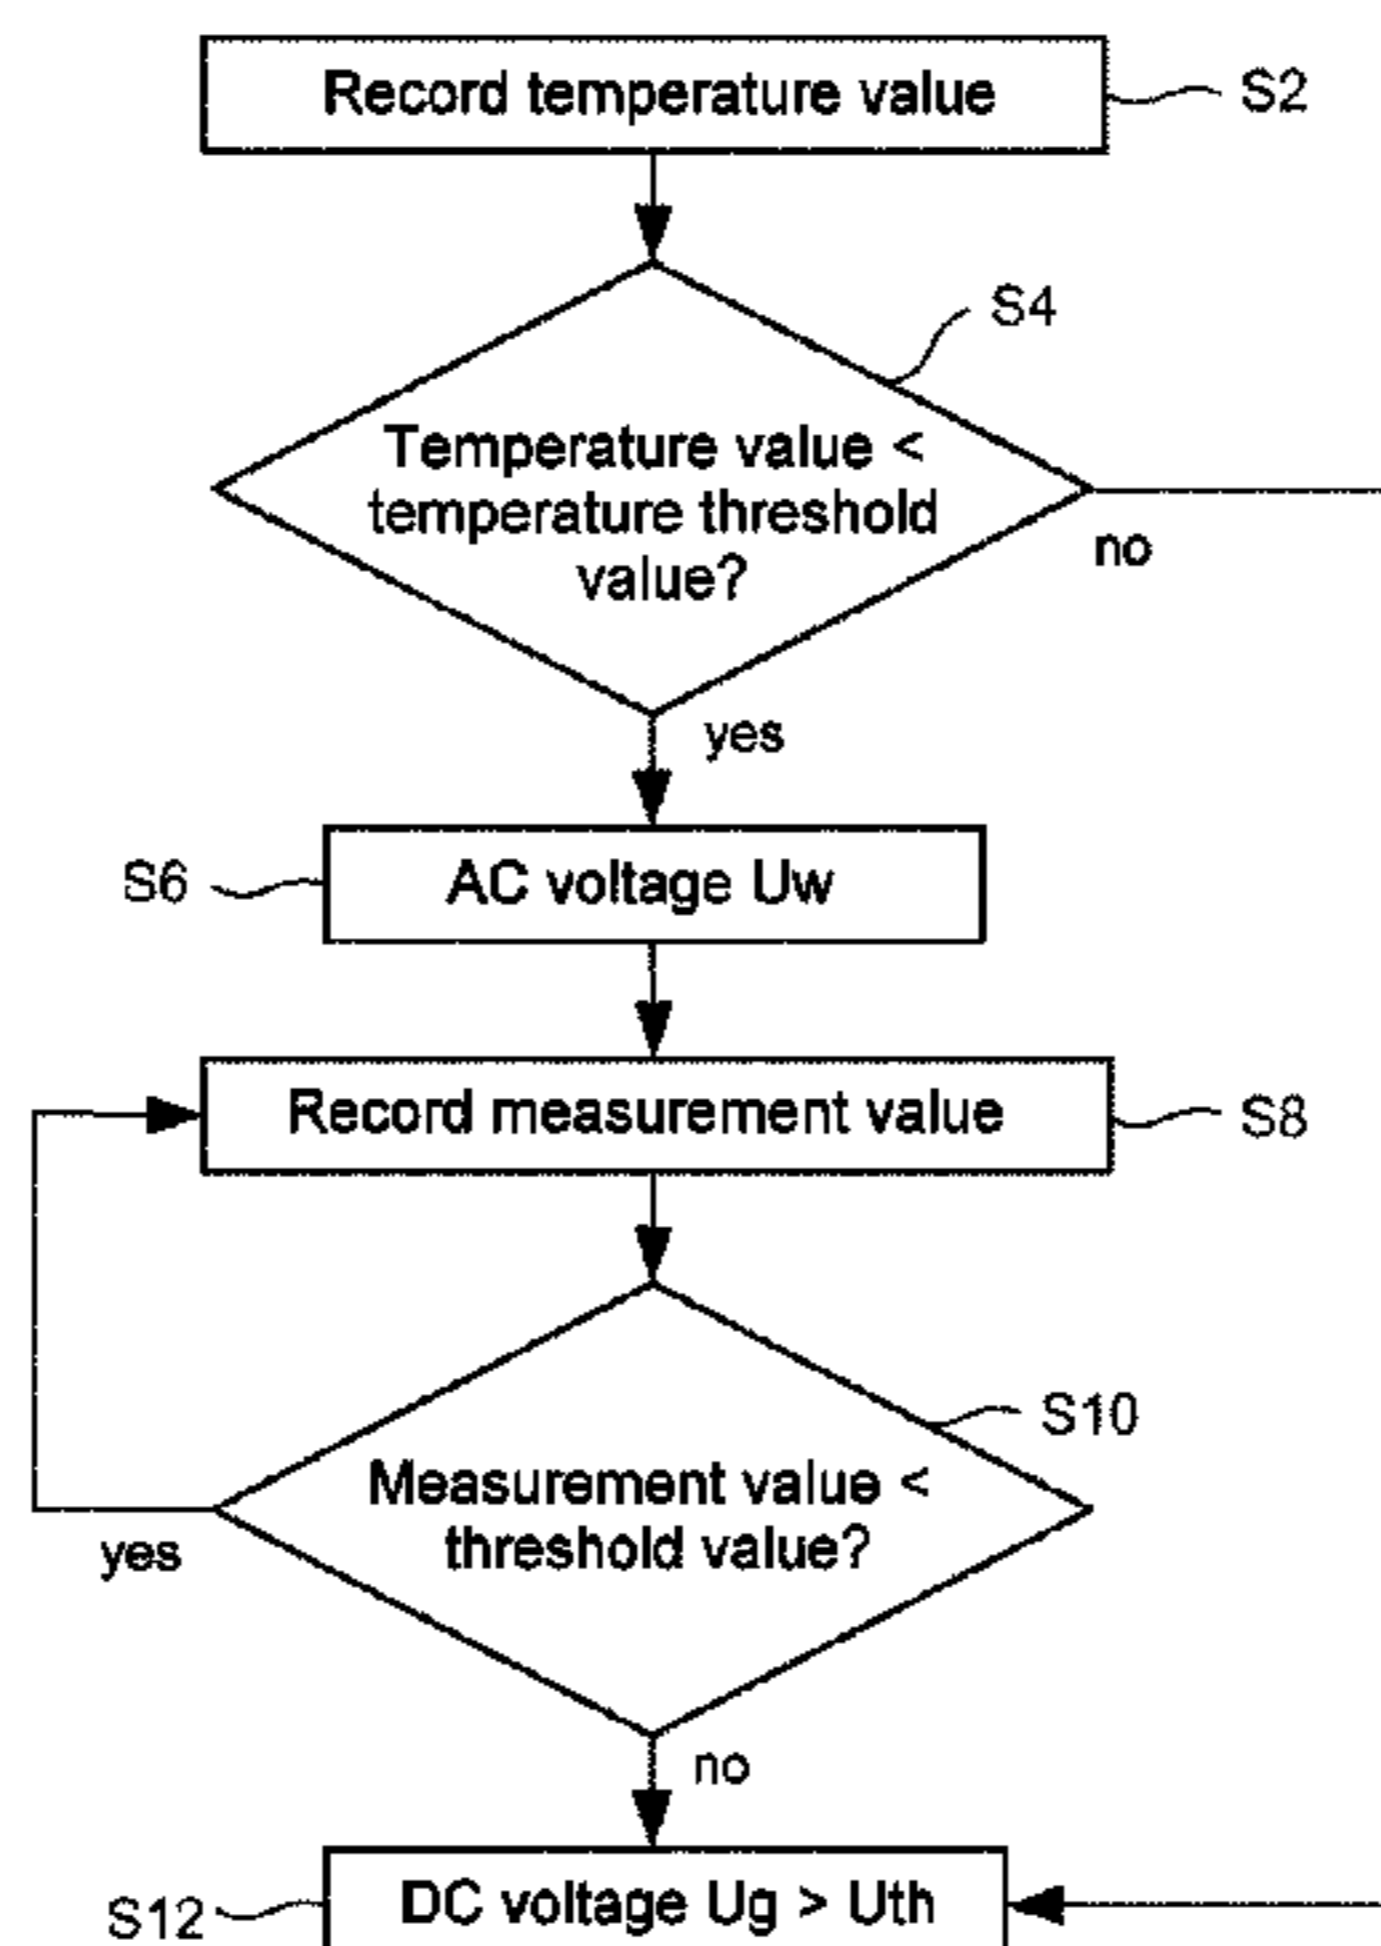 Record temperature value
S2
S4
Temperature value <
temperature threshold
value?
no
yes
S6
AC voltage Uw
Record measurement value
S8
S10
Measurement value <
threshold value?
yes
no
S12
DC voltage Ug > Uth